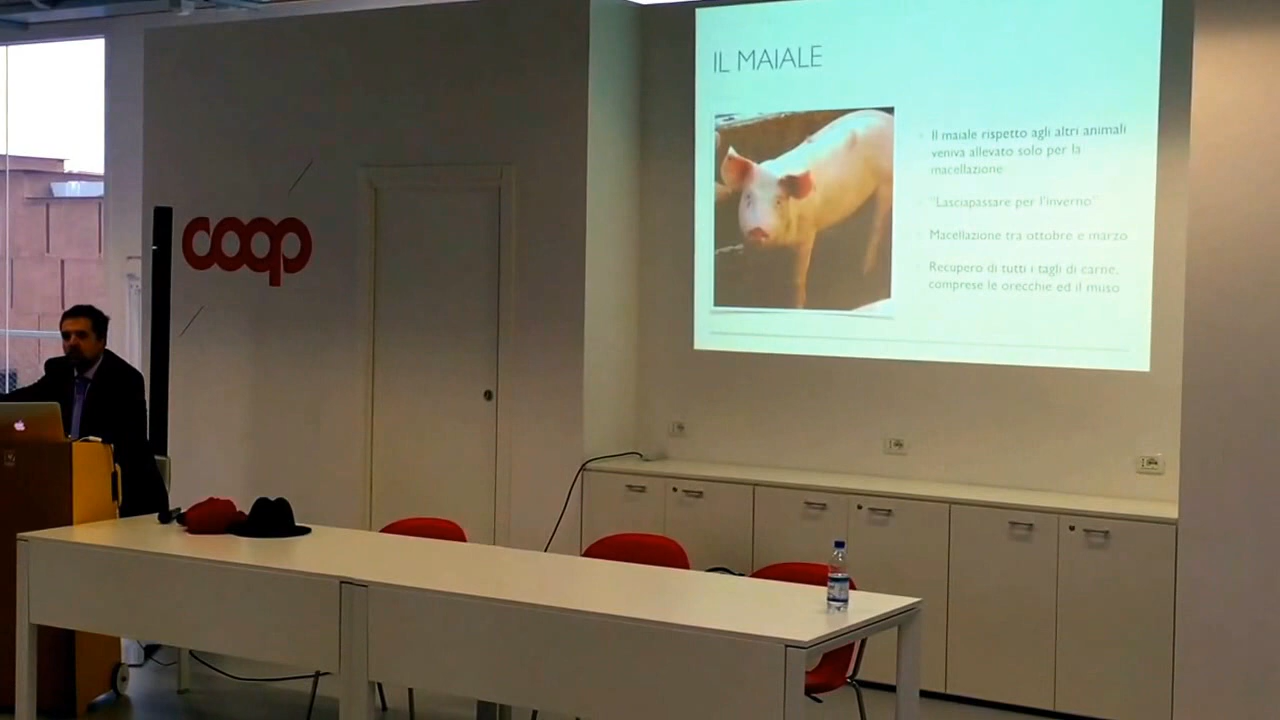 IL MAIALE
Il maiale rispetto agli altri animali
veniva allevato solo per la
macellazione
"Lasciapassare per l'inverno"
Macellazione tra ottobre e marzo
Recupero di tutti i tagli di carne,
comprese le orecchie ed il muso
coop